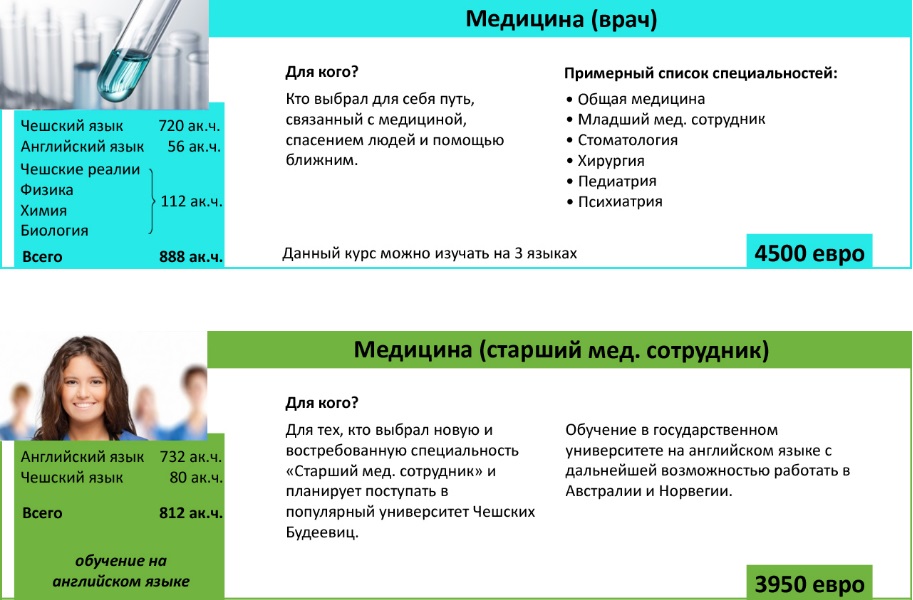 Медицина (врач)
Чешский язык 720 ак.ч.
Английский язык 56 ак.ч.
Чешские реалии
Физика
Химия
Биология
112 ак.ч.
Всего 888 ак.ч.
Для кого?
Кто выбрал для себя путь,
связанный с медициной,
спасением людей и помощью
ближним.
Примерный список специальностей:
• Общая медицина
• Младший мед. сотрудник
• Стоматология
• Хирургия
• Педиатрия
• Психиатрия
Данный курс можно изучать на 3 языках
4500 евро
Медицина (старший мед. сотрудник)
Английский язык 732 ак.ч.
Чешский язык 80 ак.ч.
Всего 812 ак.ч.
обучение на
английском языке
Для кого?
Для тех, кто выбрал новую и
востребованную специальность
«Старший мед. сотрудник» и
планирует поступать в
популярный университет Чешских
Будеевиц.
Обучение в государственном
университете на английском языке с
дальнейшей возможностью работать в
Австралии и Норвегии.
3950 евро